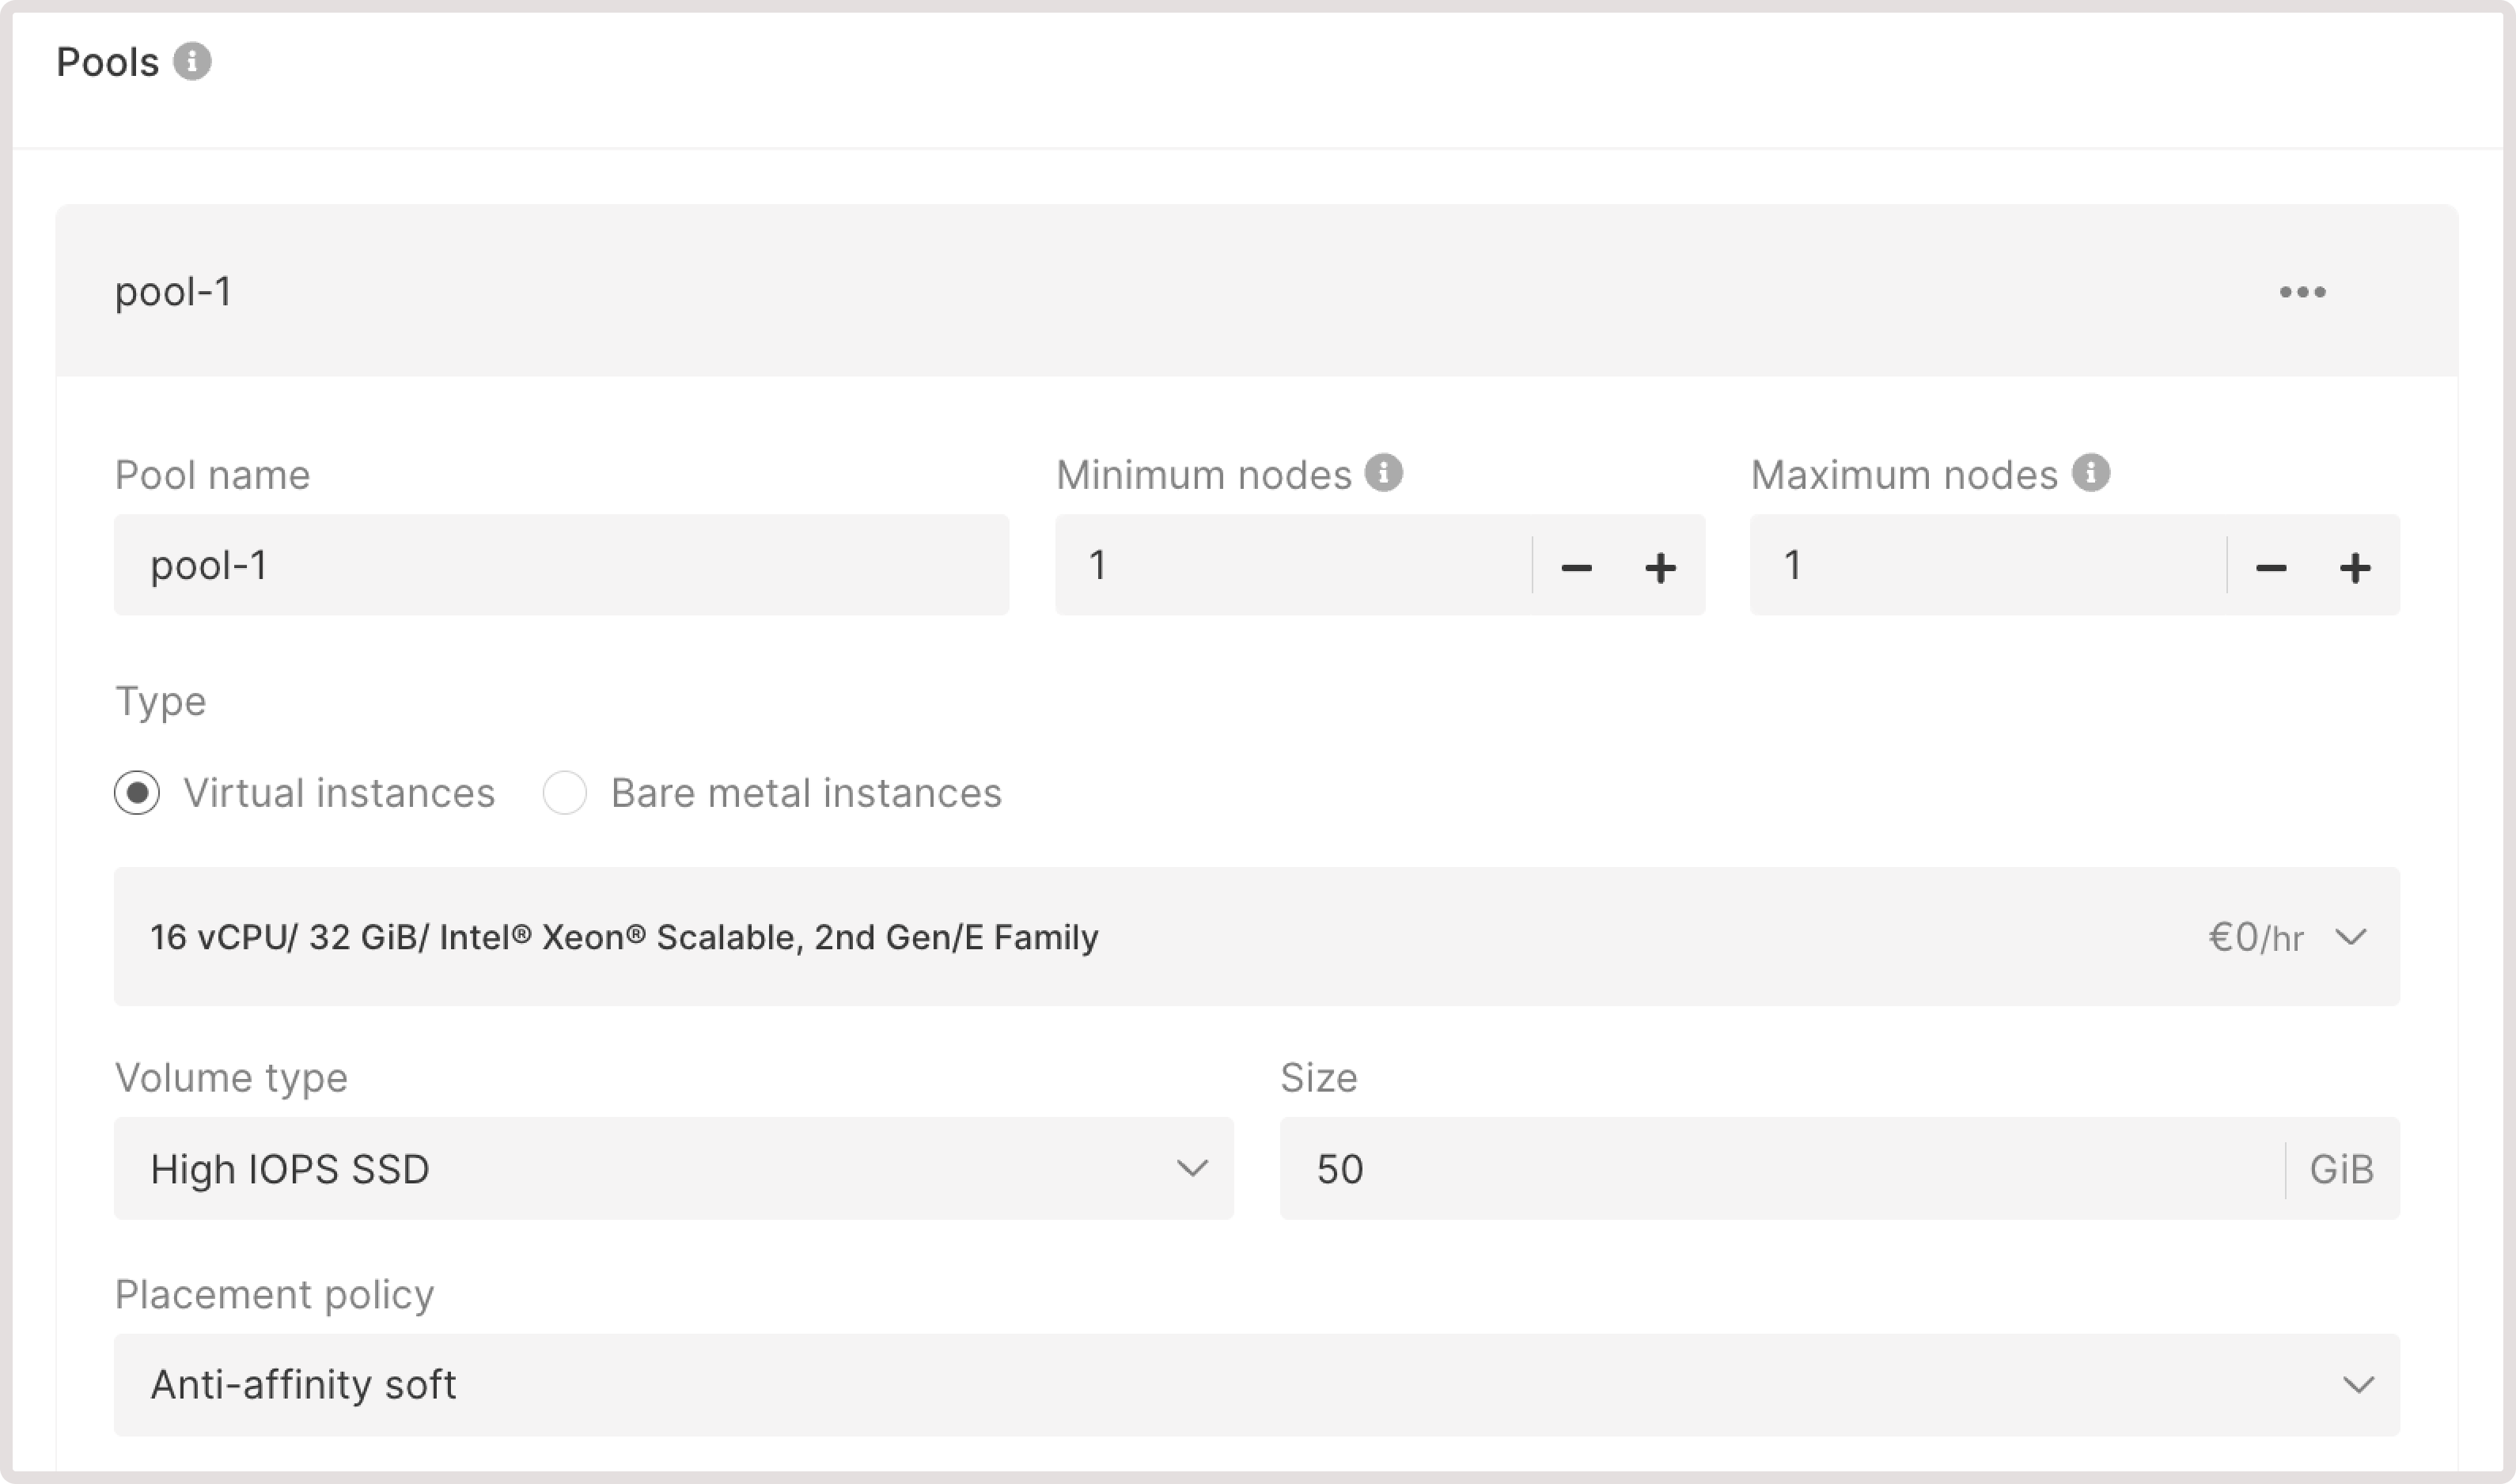 Pools
pool-1
Pool name
Minimum nodes
Maximum nodes
pool-1
1
1
Type
Virtual instances
Bare metal instances
16 vCPU/ 32 GiB/ Intel® Xeon® Scalable, 2nd Gen/E Family
€0/hr
Volume type
Size
High IOPS SSD
50
GiB
Placement policy
Anti-affinity soft